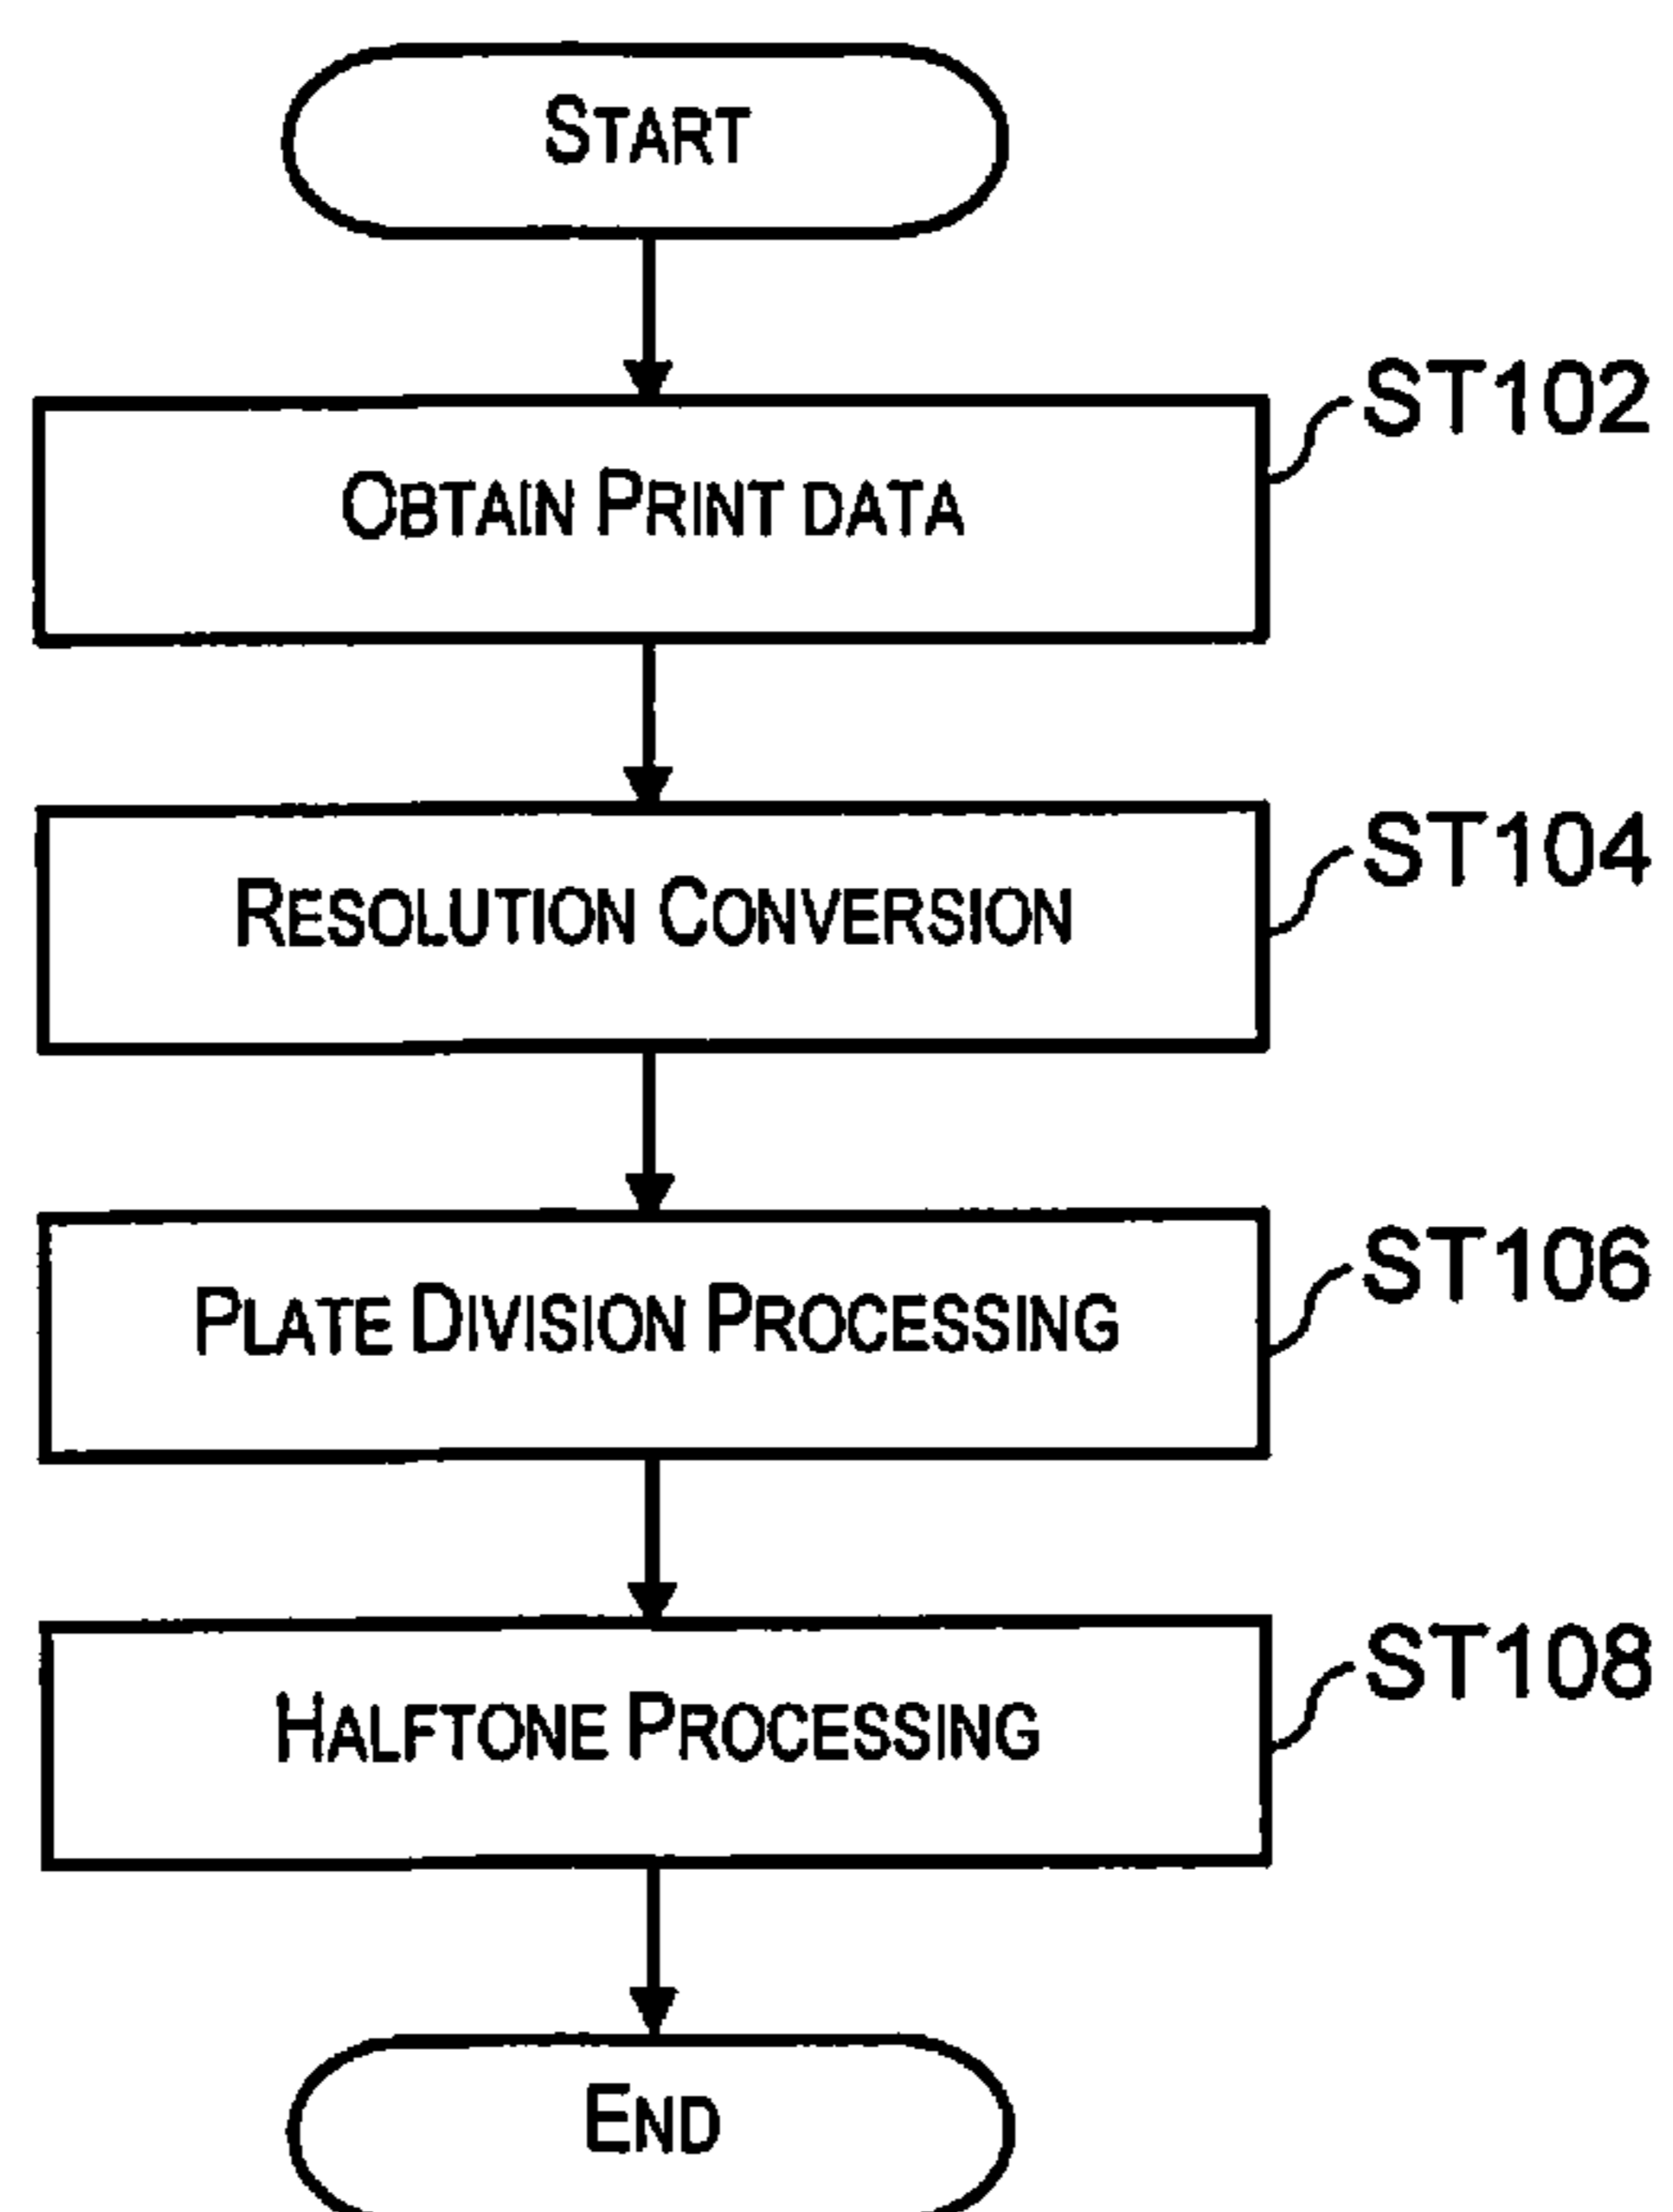 START
OBTAIN PRINT DATA
ST102
RESOLUTION CONVERSION
ST104
PLATE DIVISION PROCESSING
ST106
HALFTONE PROCESSING
ST108
END